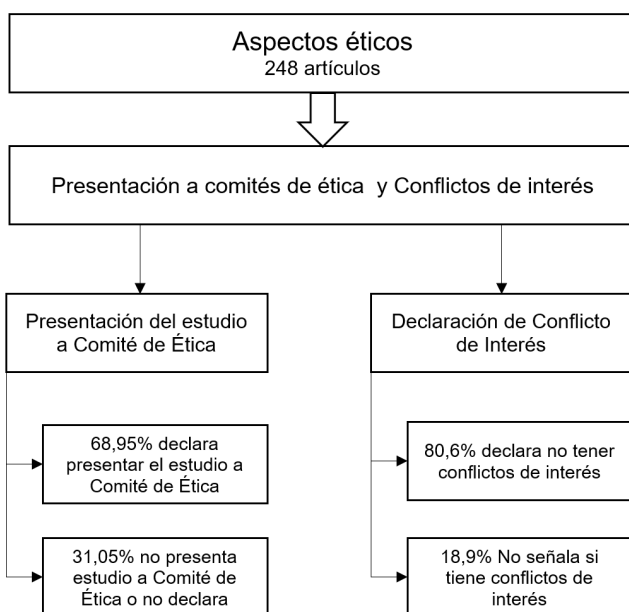 Aspectos éticos
248 artículos
Presentación a comités de ética y Conflictos de interés
Presentación del estudio
a Comité de Ética
68,95% declara
presentar el estudio a
Comité de Ética
31,05% no presenta
estudio a Comité de
Ética o no declara
Declaración de Conflicto
de Interés
80,6% declara no tener
conflictos de interés
18,9% No señala si
tiene conflictos de
interés